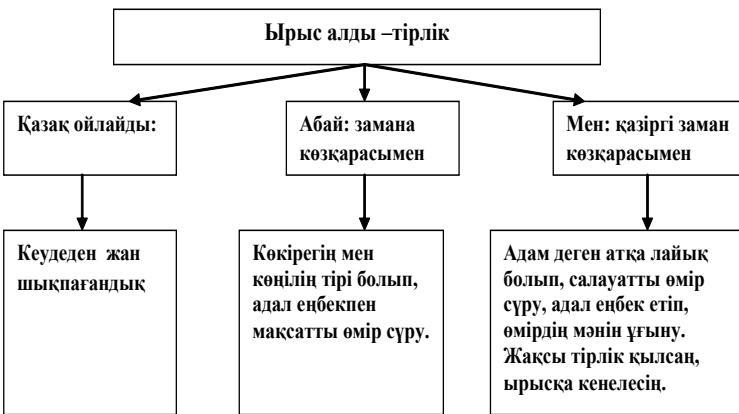 Ырыс алды –тірлік
Қазақ ойлайды:
Абай: замана
көзқарасымен
Мен: қазіргі заман
көзқарасымен
Кеудеден жан
шықпағандық
Көкірегің мен
көңілің тірі болып,
адал еңбекпен
мақсатты өмір сүру.
Адам деген атқа лайық
болып, салауатты өмір
сүру, адал еңбек етіп,
өмірдің мәнін ұғыну.
Жақсы тірлік қылсаң,
ырысқа кенелесің.